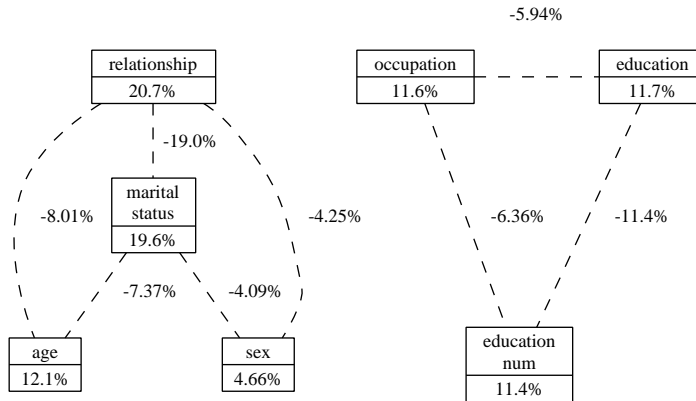 -5.94%
relationship
20.7%
occupation
11.6%
education
11.7%
-19.0%
marital
status
19.6%
-8.01%
-4.25%
-6.36%
-11.4%
-7.37%
-4.09%
age
12.1%
sex
4.66%
education
num
11.4%